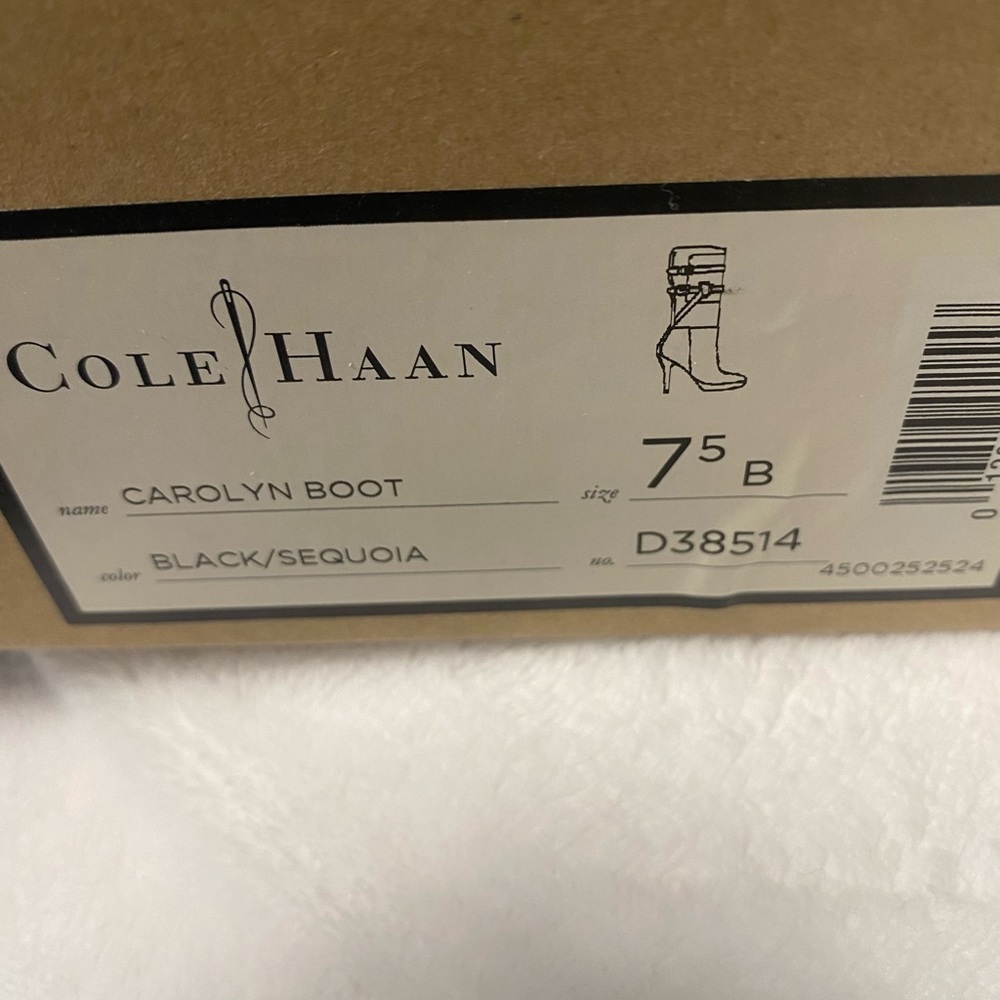 COLE HAAN
name CAROLYN BOOT
size 7⁵ B
color BLACK/SEQUOIA
no. D38514
4500252524